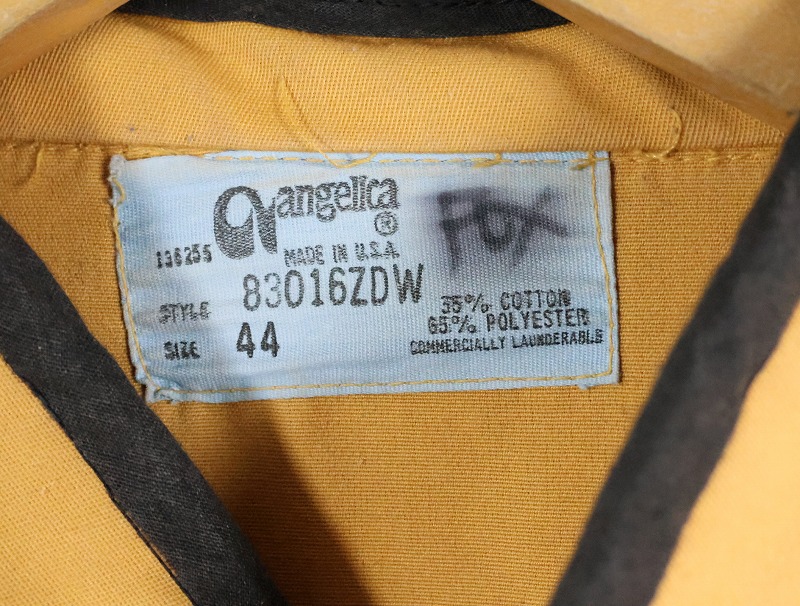 angelica
®
FOX
136255
MADE IN U.S.A.
STYLE 83016ZDW
SIZE 44
35% COTTON
65% POLYESTER
COMMERCIALLY LAUNDERABLE